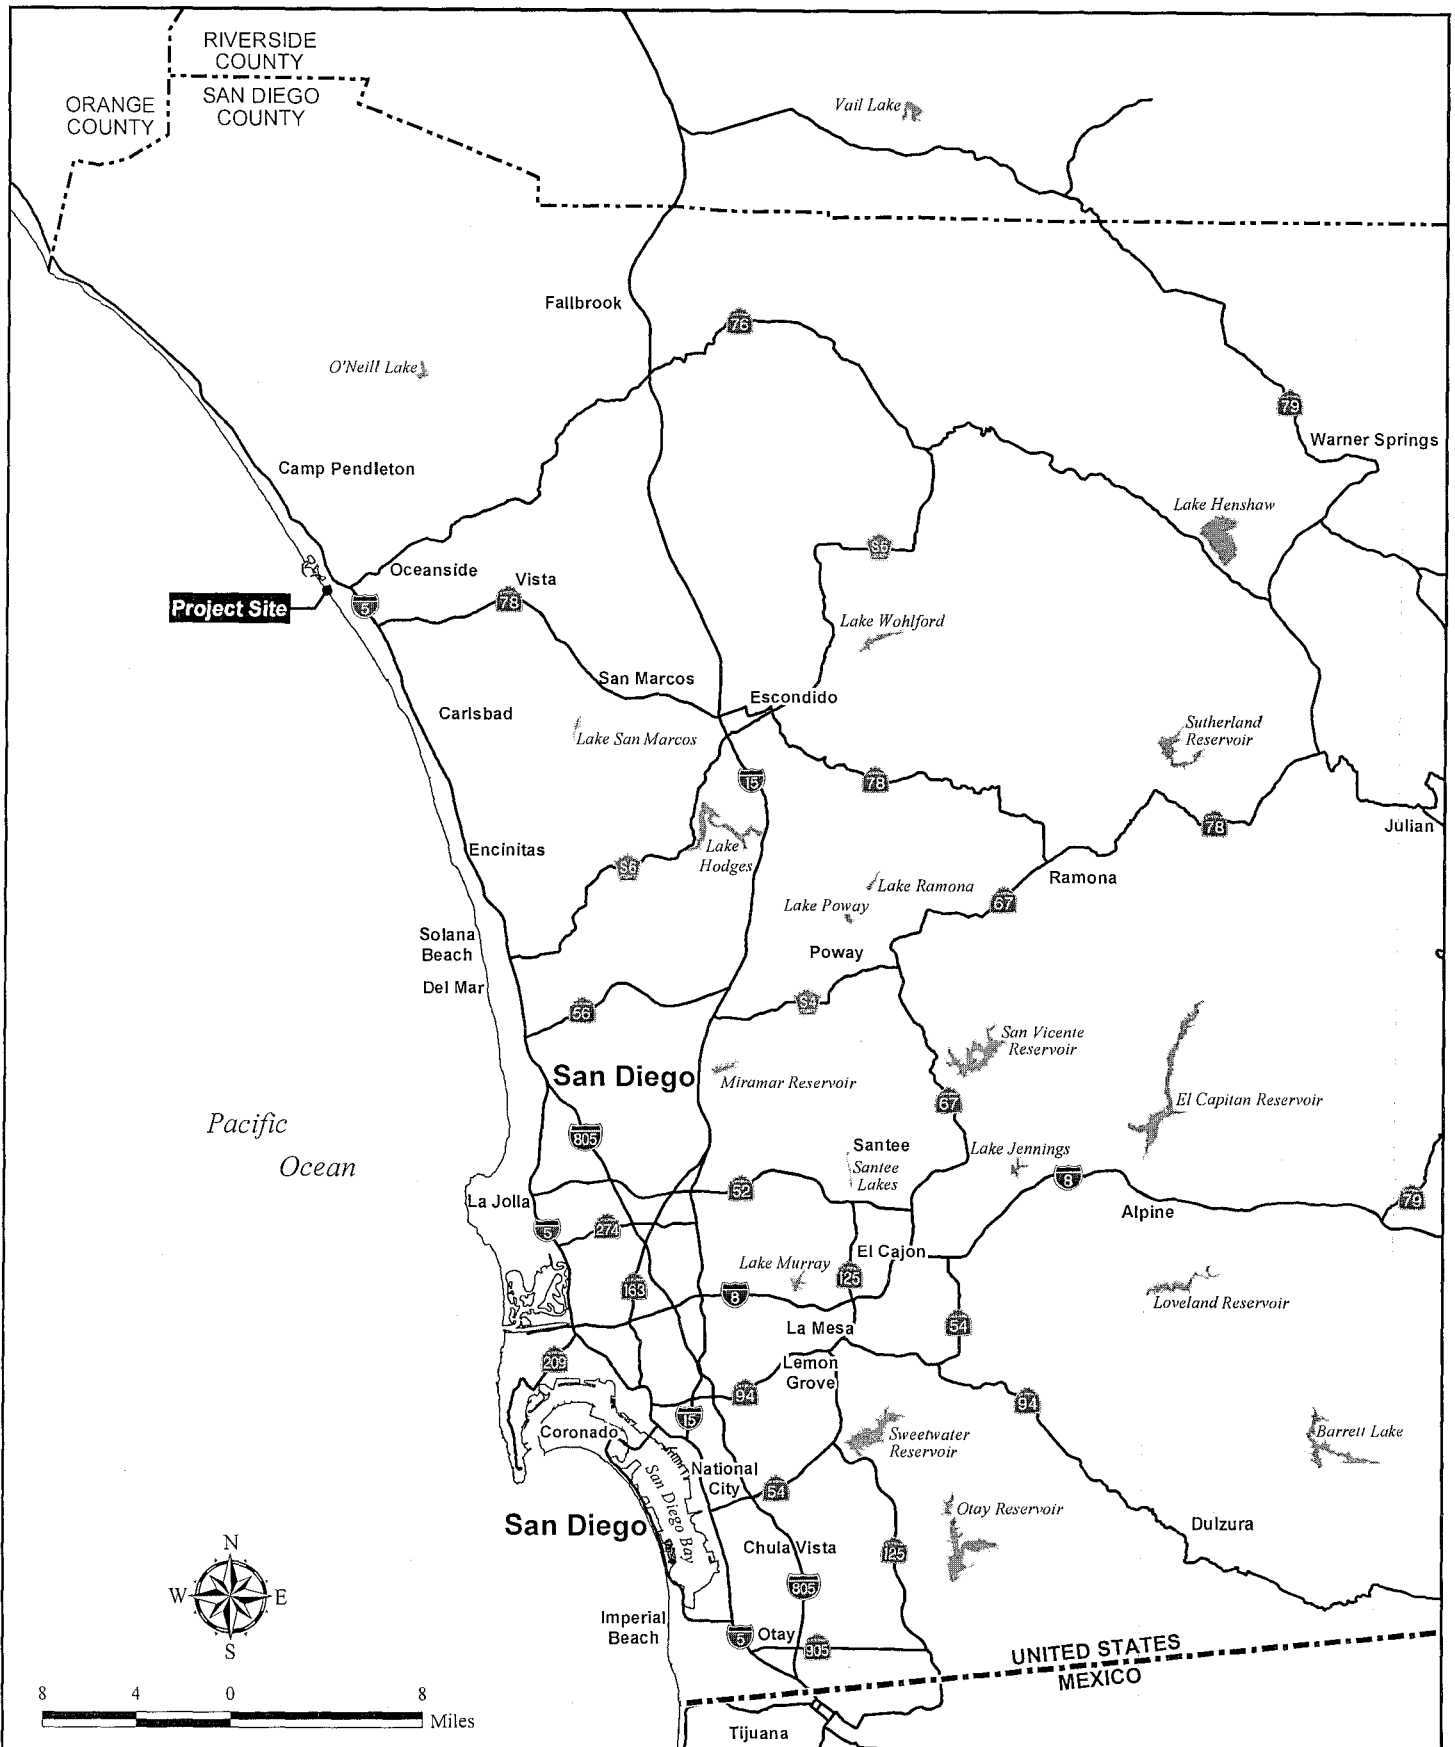 RIVERSIDE
COUNTY
ORANGE
COUNTY
SAN DIEGO
COUNTY
Vail Lake
Fallbrook
76
O'Neill Lake
79
Warner Springs
Camp Pendleton
Lake Henshaw
S6
Oceanside
Vista
78
5
Project Site
Lake Wohlford
San Marcos
Escondido
Carlsbad
Lake San Marcos
Sutherland
Reservoir
15
78
78
Julian
Encinitas
Lake
Hodges
S6
Ramona
Lake Ramona
67
Lake Poway
Solana
Beach
Poway
Del Mar
56
S4
San Vicente
Reservoir
San Diego
Miramar Reservoir
67
El Capitan Reservoir
Pacific
Ocean
805
Santee
Santee
Lakes
Lake Jennings
8
52
La Jolla
79
Alpine
5
274
El Cajon
Lake Murray
125
163
8
Loveland Reservoir
La Mesa
54
209
Lemon
Grove
94
94
15
Coronado
Sweetwater
Reservoir
Barrett Lake
National
City
San Diego Bay
54
Otay Reservoir
San Diego
Dulzura
Chula Vista
125
805
N
W
E
S
Imperial
Beach
5
Otay
905
UNITED STATES
MEXICO
8
4
0
8
Miles
Tijuana